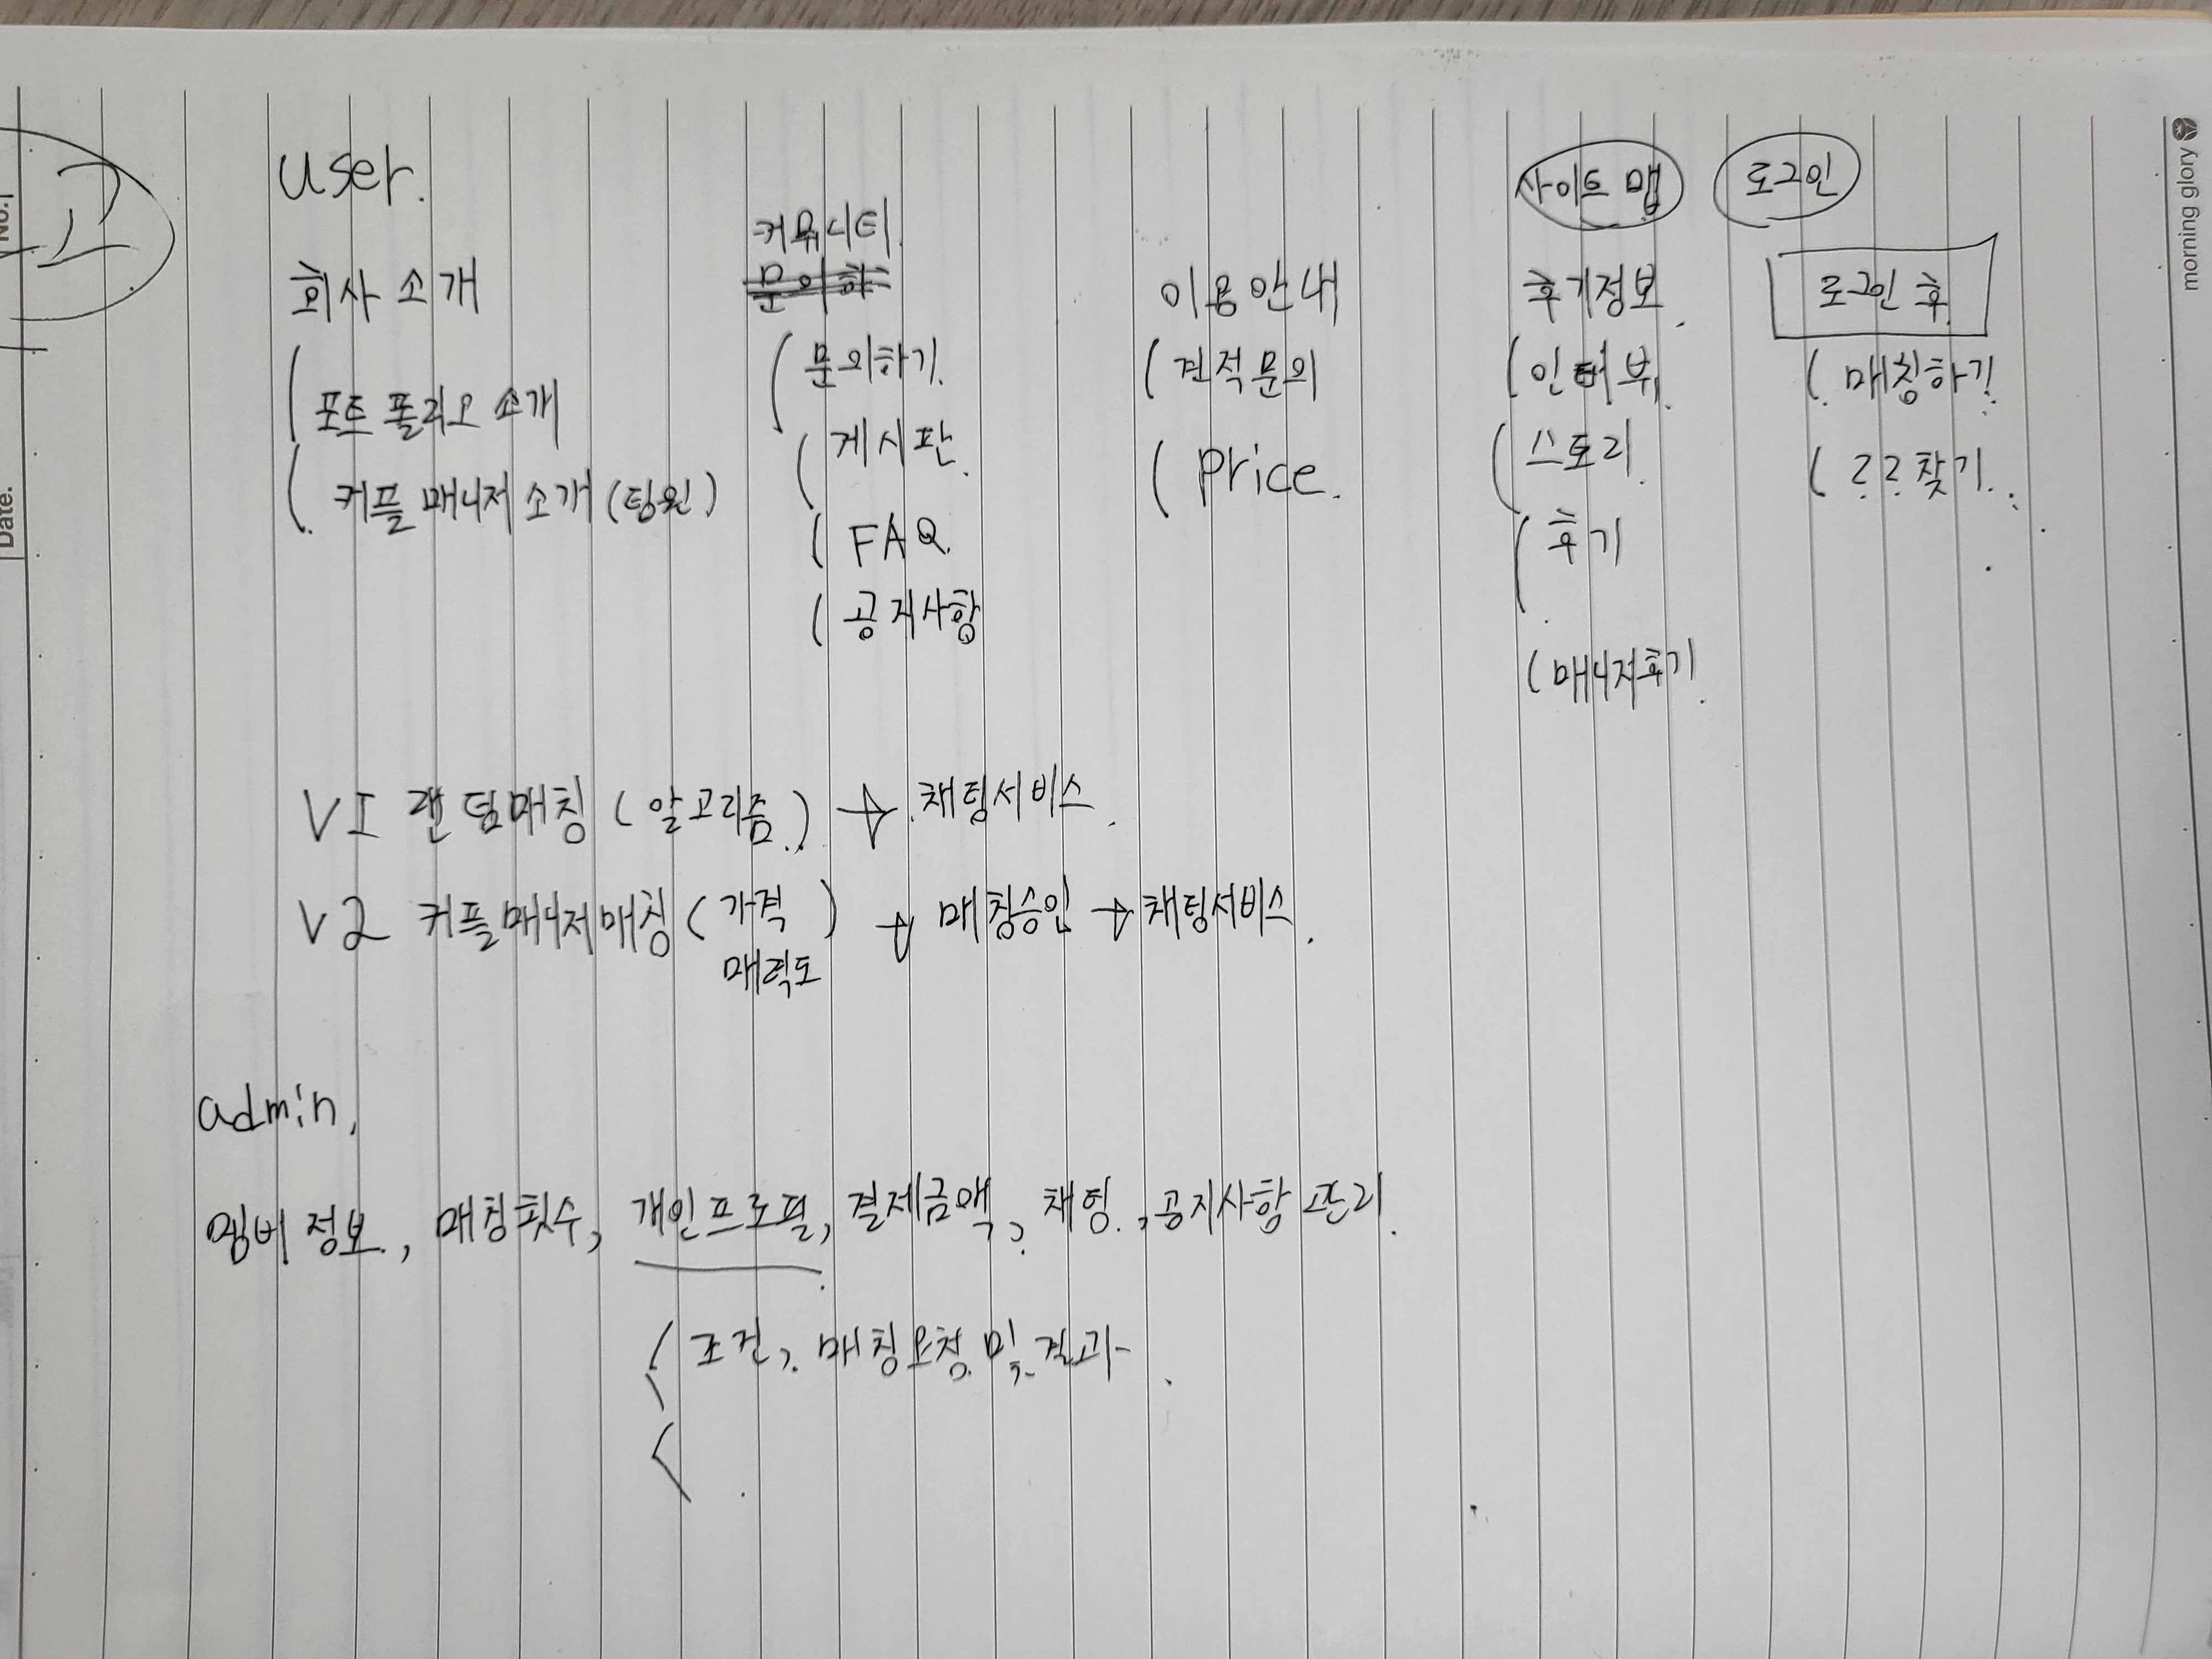 고
user.
사이트 맵
로그인
커뮤니티
회사 소개
이용안내
후기정보
로그인 후
포트폴리오 소개
커플매니저 소개 (팀원)
문의하기.
게시판.
FAQ.
공지사항
견적문의
Price.
인터뷰.
스토리.
후기
매니저후기.
매칭하기
??찾기..
V1 랜덤매칭 (알고리즘..) → 채팅서비스.
V2 커플매니저매칭 (가격 매력도) → 매칭승인 → 채팅서비스.
admin.
멤버 정보, 매칭횟수, 개인프로필, 결제금액, 채팅, 공지사항 관리.
조건, 매칭요청 및 결과.
No.
Date.
morning glory